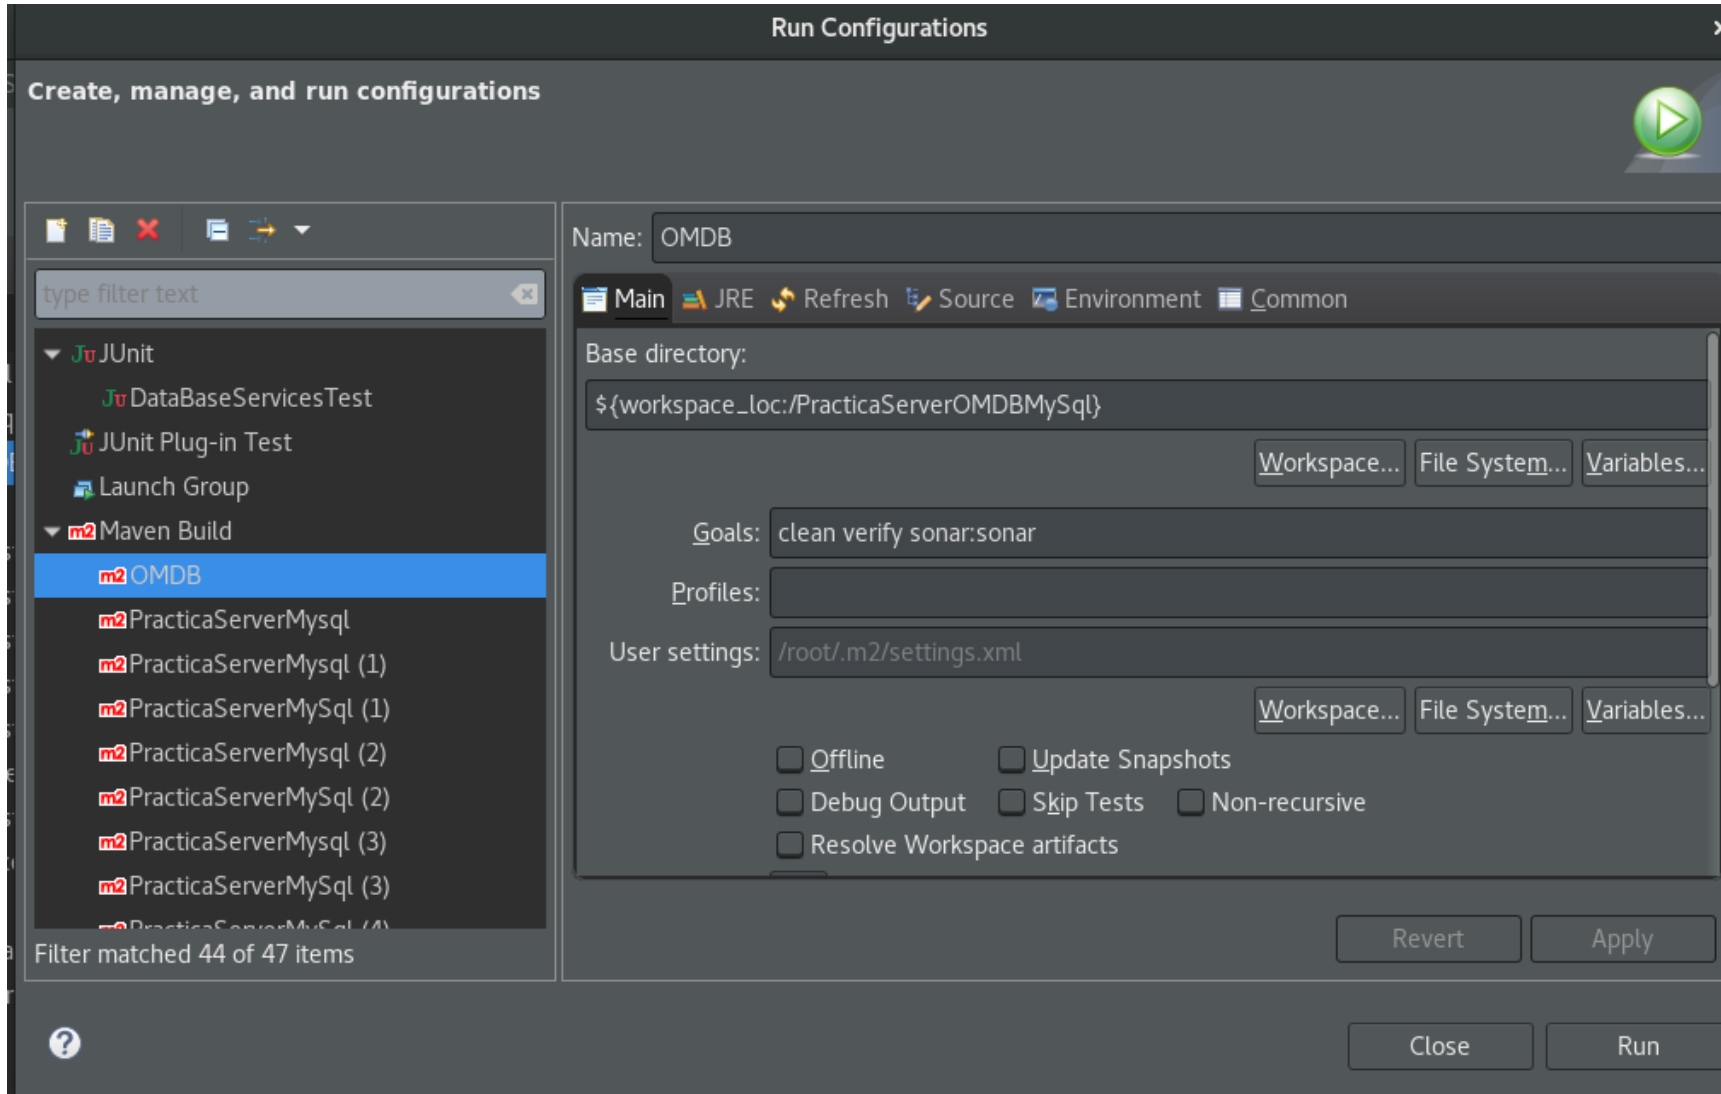 Run Configurations
Create, manage, and run configurations
type filter text
JUnit
DataBaseServicesTest
JUnit Plug-in Test
Launch Group
Maven Build
OMDB
PracticaServerMysql
PracticaServerMysql (1)
PracticaServerMySql (1)
PracticaServerMysql (2)
PracticaServerMySql (2)
PracticaServerMysql (3)
PracticaServerMySql (3)
PracticaServerMySql (4)
Filter matched 44 of 47 items
Name: OMDB
Main JRE Refresh Source Environment Common
Base directory:
${workspace_loc:/PracticaServerOMDBMySql}
Workspace... File System... Variables...
Goals: clean verify sonar:sonar
Profiles:
User settings: /root/.m2/settings.xml
Workspace... File System... Variables...
Offline Update Snapshots
Debug Output Skip Tests Non-recursive
Resolve Workspace artifacts
Revert Apply
Close Run